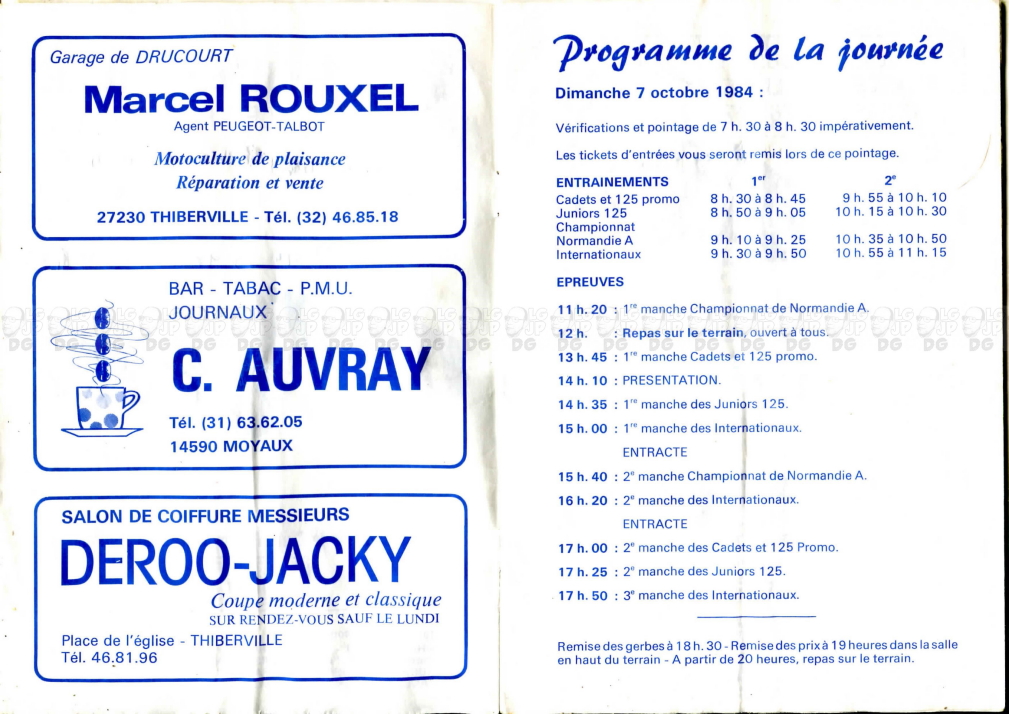 Garage de DRUCOURT
Marcel ROUXEL
Agent PEUGEOT-TALBOT
Motoculture de plaisance
Réparation et vente
27230 THIBERVILLE - Tél. (32) 46.85.18
BAR - TABAC - P.M.U.
JOURNAUX
C. AUVRAY
Tél. (31) 63.62.05
14590 MOYAUX
SALON DE COIFFURE MESSIEURS
DEROO-JACKY
Coupe moderne et classique
SUR RENDEZ-VOUS SAUF LE LUNDI
Place de l'église - THIBERVILLE
Tél. 46.81.96
Programme de la journée
Dimanche 7 octobre 1984 :
Vérifications et pointage de 7 h. 30 à 8 h. 30 impérativement.
Les tickets d'entrées vous seront remis lors de ce pointage.
ENTRAINEMENTS 1er 2e
Cadets et 125 promo 8 h. 30 à 8 h. 45 9 h. 55 à 10 h. 10
Juniors 125 8 h. 50 à 9 h. 05 10 h. 15 à 10 h. 30
Championnat
Normandie A 9 h. 10 à 9 h. 25 10 h. 35 à 10 h. 50
Internationaux 9 h. 30 à 9 h. 50 10 h. 55 à 11 h. 15
EPREUVES
11 h. 20 : 1re manche Championnat de Normandie A.
12 h. : Repas sur le terrain, ouvert à tous.
13 h. 45 : 1re manche Cadets et 125 promo.
14 h. 10 : PRESENTATION.
14 h. 35 : 1re manche des Juniors 125.
15 h. 00 : 1re manche des Internationaux.
ENTRACTE
15 h. 40 : 2e manche Championnat de Normandie A.
16 h. 20 : 2e manche des Internationaux.
ENTRACTE
17 h. 00 : 2e manche des Cadets et 125 Promo.
17 h. 25 : 2e manche des Juniors 125.
17 h. 50 : 3e manche des Internationaux.
Remise des gerbes à 18 h. 30 - Remise des prix à 19 heures dans la salle
en haut du terrain - A partir de 20 heures, repas sur le terrain.